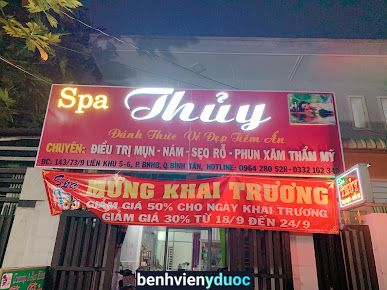 Spa Thủy
Đánh Thức Vẻ Đẹp Tiềm Ẩn
CHUYÊN: ĐIỀU TRỊ MỤN - NÁM - SẸO RỖ - PHUN XĂM THẨM MỸ
ĐC: 143/73/9 LIÊN KHU 5-6, P. BHHB, Q. BÌNH TÂN, HOTLINE: 0964 280 528 - 0332 162 34
Spa
MỪNG KHAI TRƯƠNG
GIẢM GIÁ 50% CHO NGÀY KHAI TRƯƠNG
GIẢM GIÁ 30% TỪ 18/9 ĐẾN 24/9
THỦY
benhvienyduoc